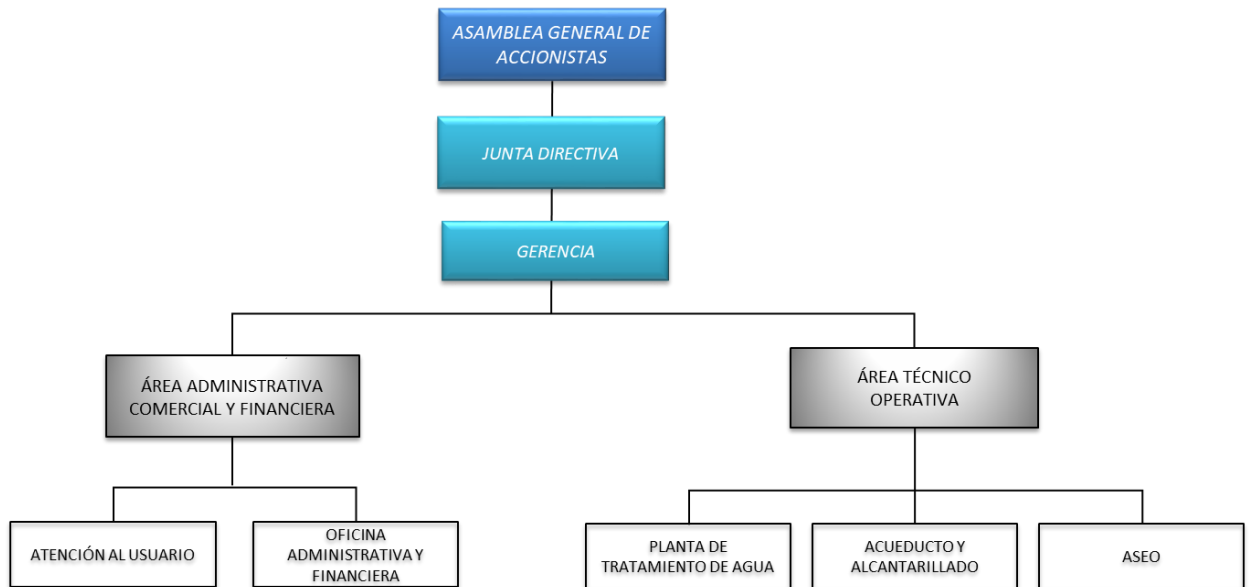 ASAMBLEA GENERAL DE
ACCIONISTAS
JUNTA DIRECTIVA
GERENCIA
ÁREA ADMINISTRATIVA
COMERCIAL Y FINANCIERA
ÁREA TÉCNICO
OPERATIVA
ATENCIÓN AL USUARIO
OFICINA
ADMINISTRATIVA Y
FINANCIERA
PLANTA DE
TRATAMIENTO DE AGUA
ACUEDUCTO Y
ALCANTARILLADO
ASEO